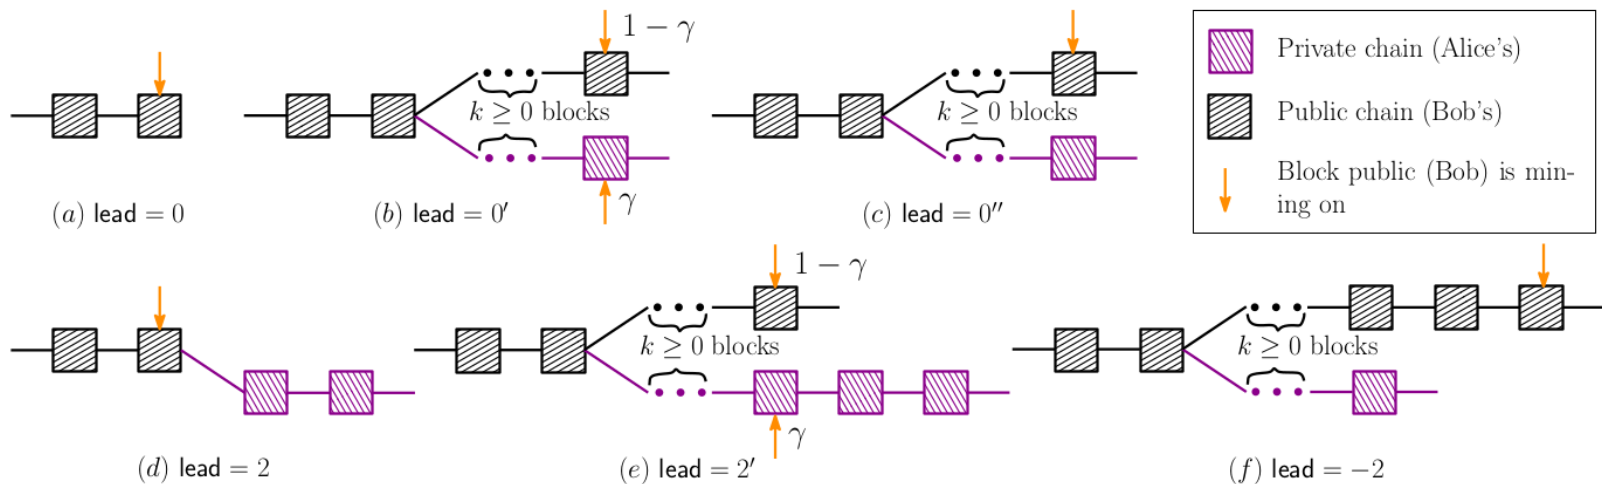 1 − γ
k ≥ 0 blocks
γ
k ≥ 0 blocks
(a) lead = 0
(b) lead = 0′
(c) lead = 0′′
Private chain (Alice's)
Public chain (Bob's)
Block public (Bob) is min-
ing on
1 − γ
k ≥ 0 blocks
γ
k ≥ 0 blocks
(d) lead = 2
(e) lead = 2′
(f) lead = −2